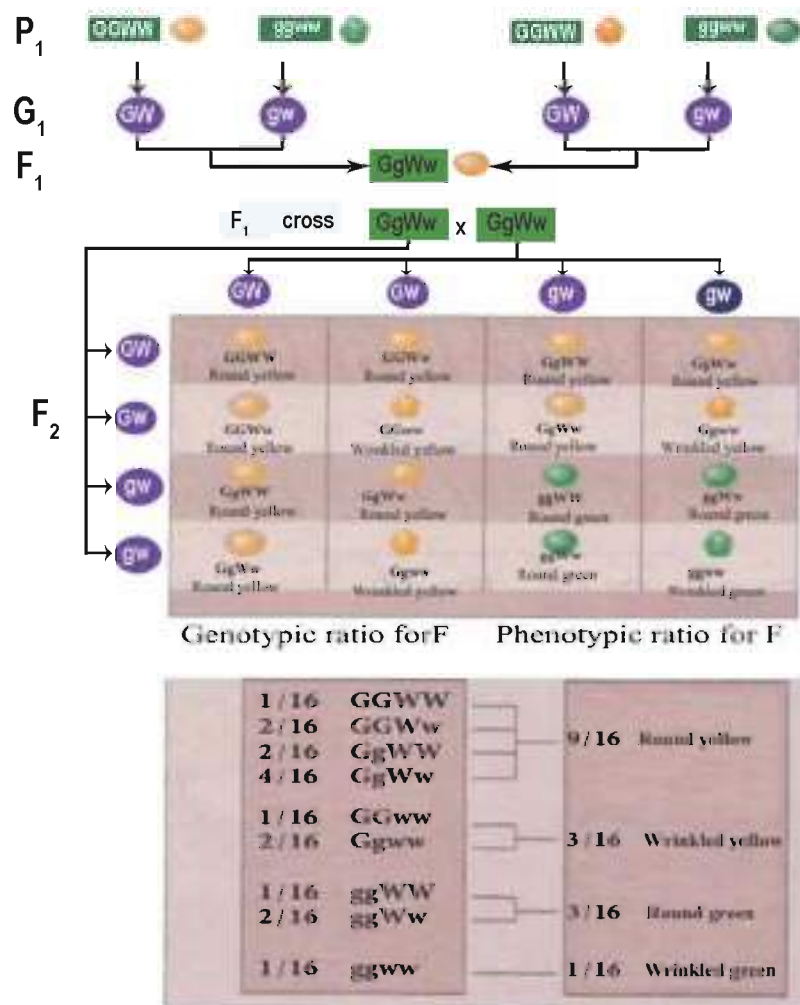 P1 GGWW ggww GGWW ggww
G1 GW gw GW gw
F1 GgWw
F1 cross GgWw x GgWw
GW Gw gW gw
F2
GW
GGWW GGWw GgWW GgWw
Round yellow Round yellow Round yellow Round yellow
Gw
GGWw GGww GgWw Ggww
Round yellow Wrinkled yellow Round yellow Wrinkled yellow
gW
GgWW GgWw ggWW ggWw
Round yellow Round yellow Round green Round green
gw
GgWw Ggww ggWw ggww
Round yellow Wrinkled yellow Round green Wrinkled green
Genotypic ratio forF Phenotypic ratio for F
1/16 GGWW
2/16 GGWw
9/16 Round yellow
2/16 GgWW
4/16 GgWw
1/16 GGww
3/16 Wrinkled yellow
2/16 Ggww
1/16 ggWW
3/16 Round green
2/16 ggWw
1/16 ggww 1/16 Wrinkled green